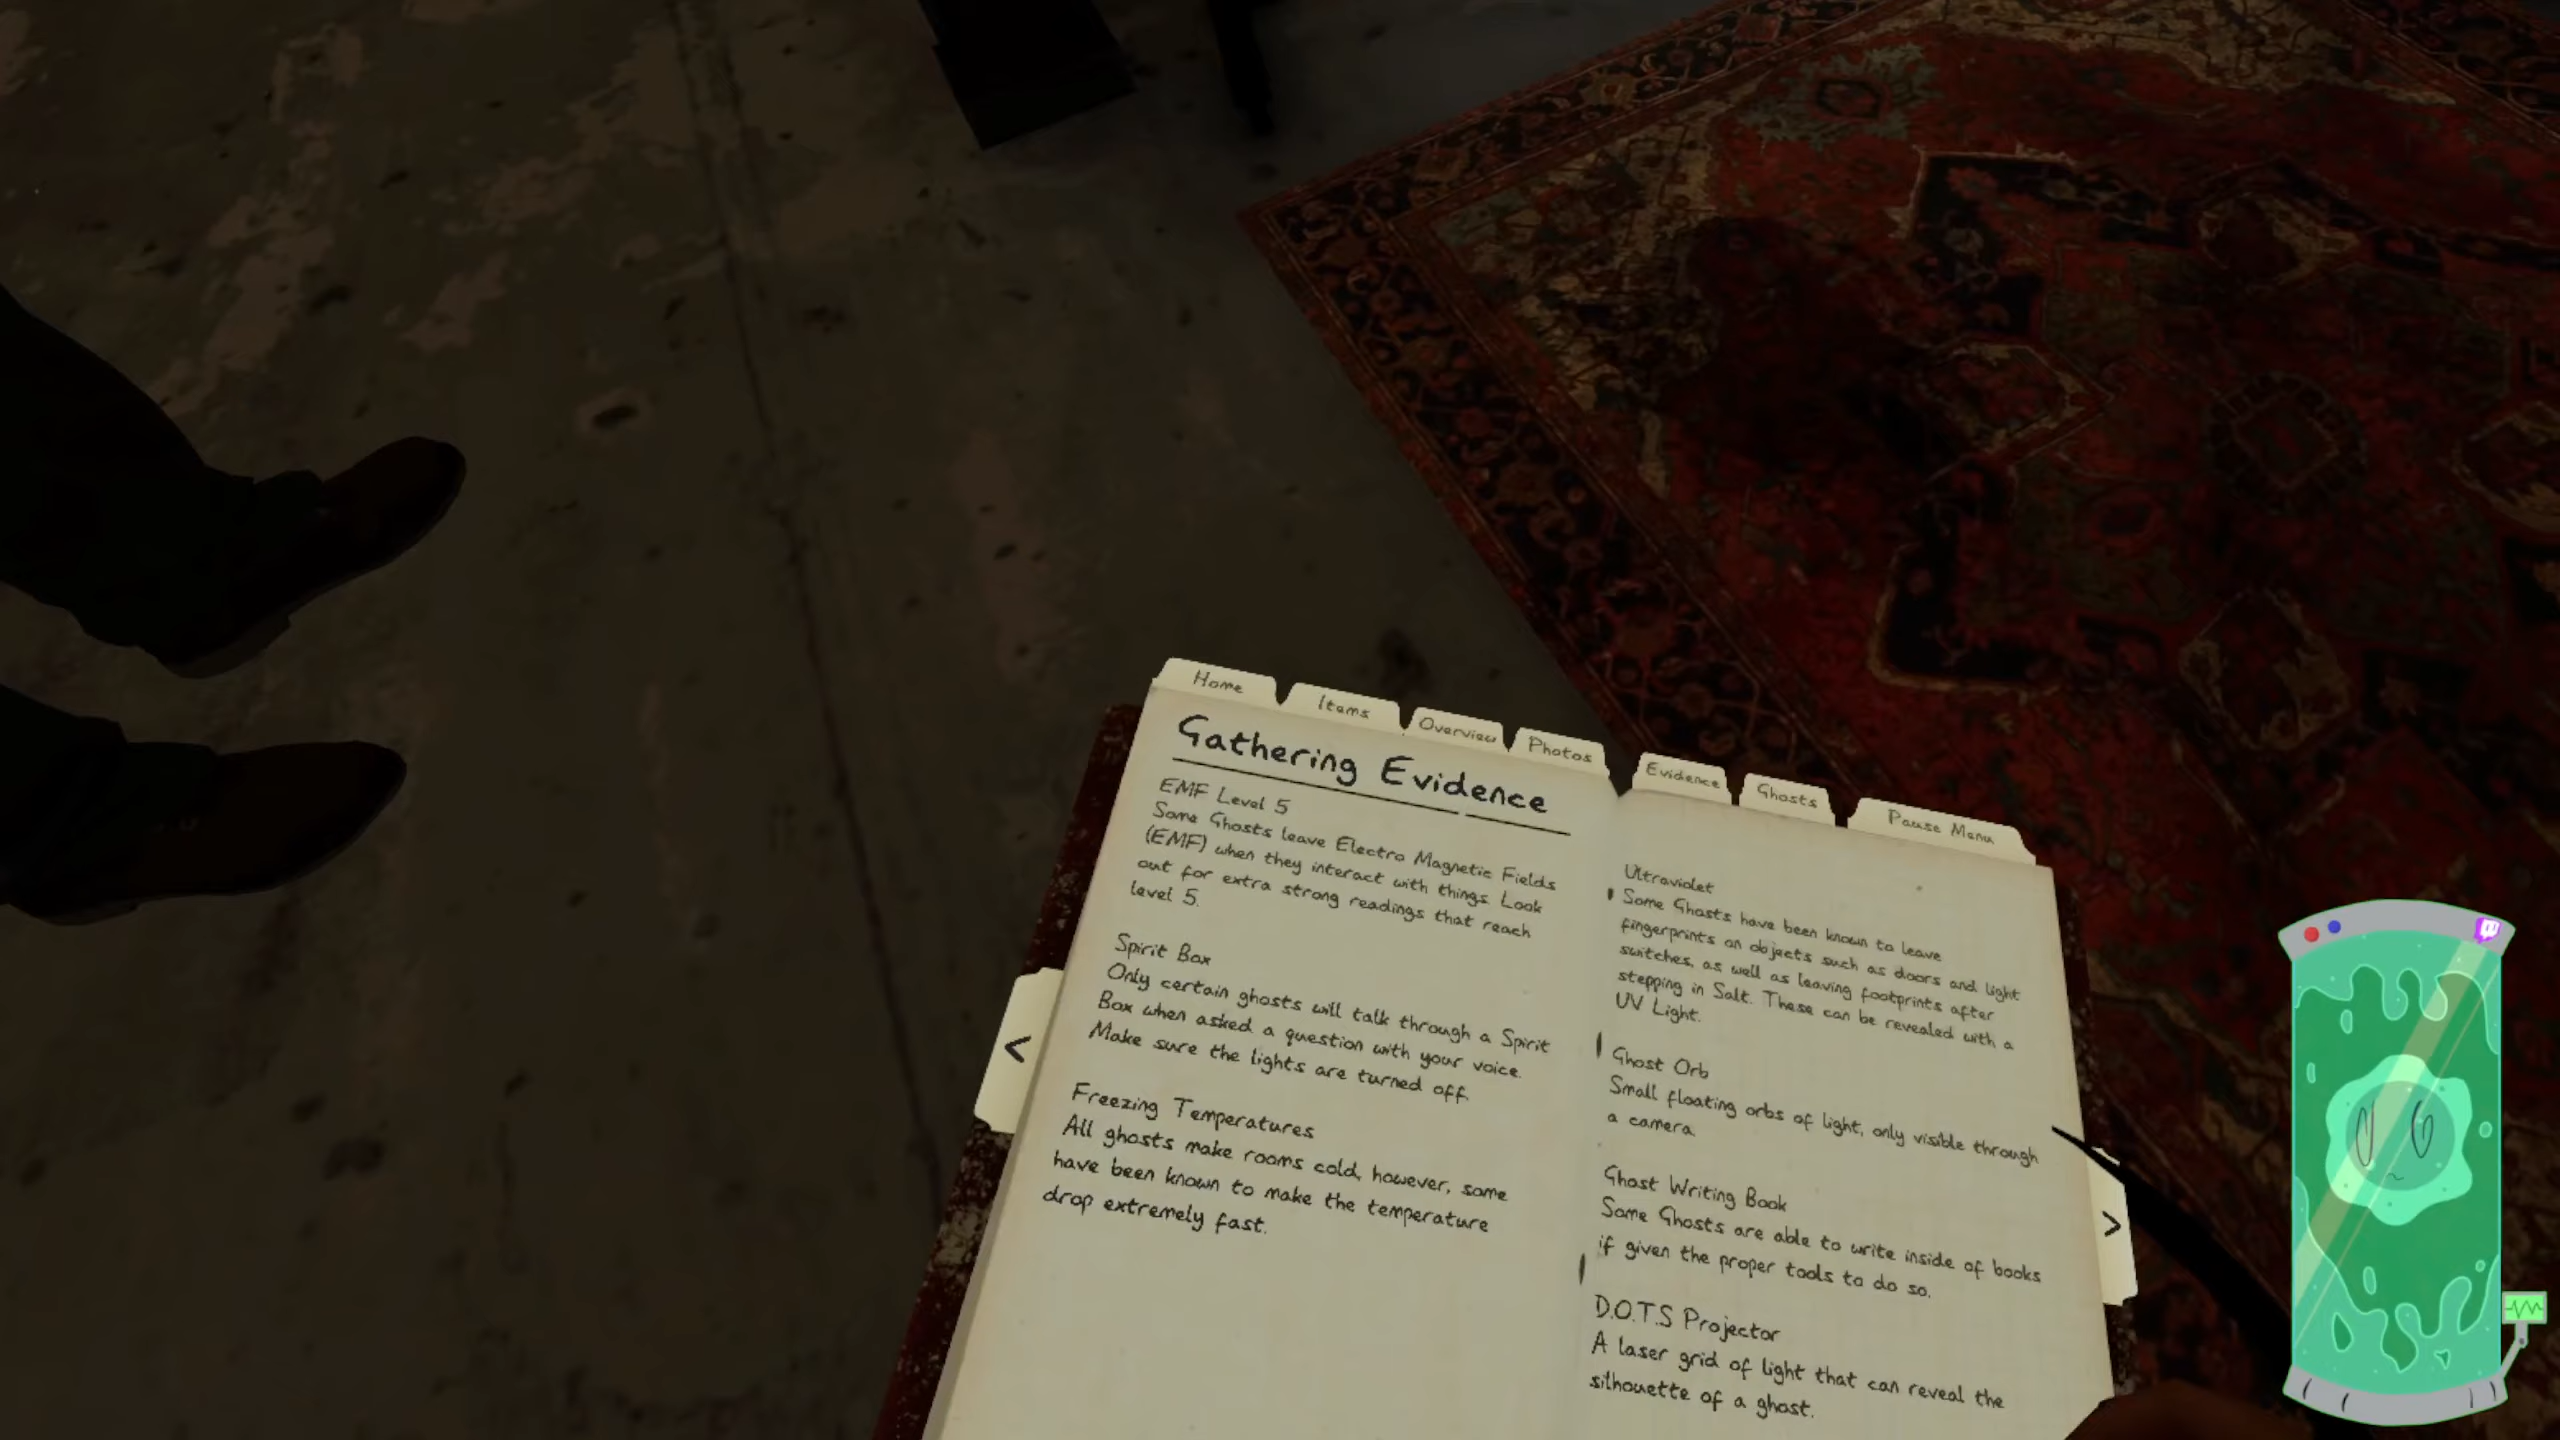 Home
Items
Overview
Photos
Evidence
Ghosts
Pause Menu
Gathering Evidence
EMF Level 5
Some Ghosts leave Electro Magnetic Fields
(EMF) when they interact with things. Look
out for extra strong readings that reach
level 5.
Spirit Box
Only certain ghosts will talk through a Spirit
Box when asked a question with your voice.
Make sure the lights are turned off.
Freezing Temperatures
All ghosts make rooms cold, however, some
have been known to make the temperature
drop extremely fast.
<
Ultraviolet
Some Ghosts have been known to leave
fingerprints on objects such as doors and light
switches, as well as leaving footprints after
stepping in Salt. These can be revealed with a
UV Light.
Ghost Orb
Small floating orbs of light, only visible through
a camera.
Ghost Writing Book
Some Ghosts are able to write inside of books
if given the proper tools to do so.
D.O.T.S Projector
A laser grid of light that can reveal the
silhouette of a ghost.
>